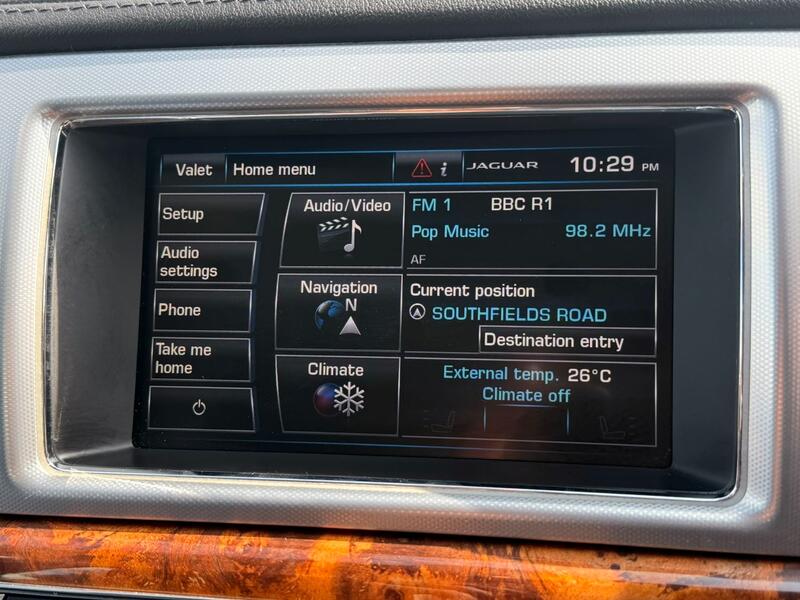 Valet
Home menu
i
JAGUAR
10:29 PM
Setup
Audio
settings
Phone
Take me
home
Audio/Video
FM 1
BBC R1
Pop Music
98.2 MHz
AF
Navigation
N
Current position
SOUTHFIELDS ROAD
Destination entry
Climate
External temp. 26°C
Climate off